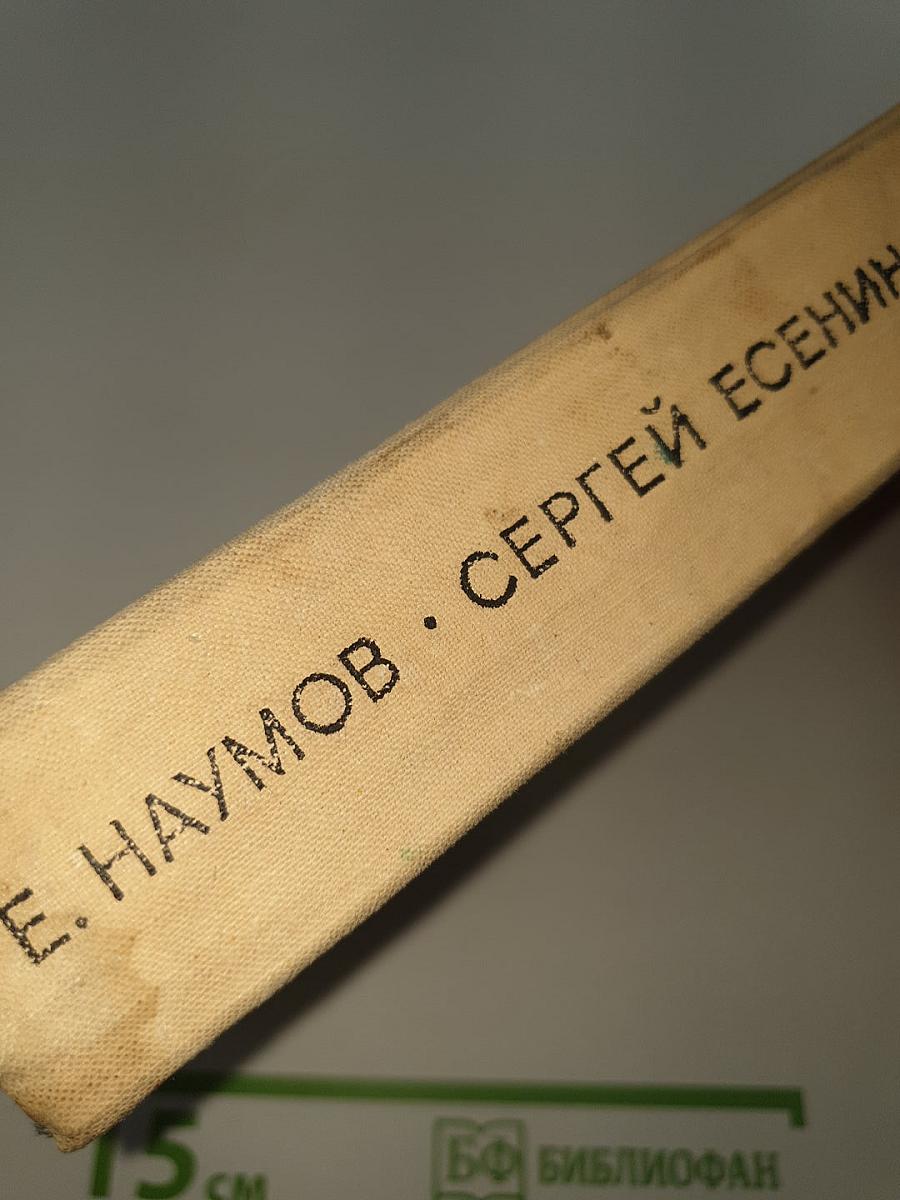 Е. НАУМОВ · СЕРГЕЙ ЕСЕНИН
15 см
БФ БИБЛИОФАН